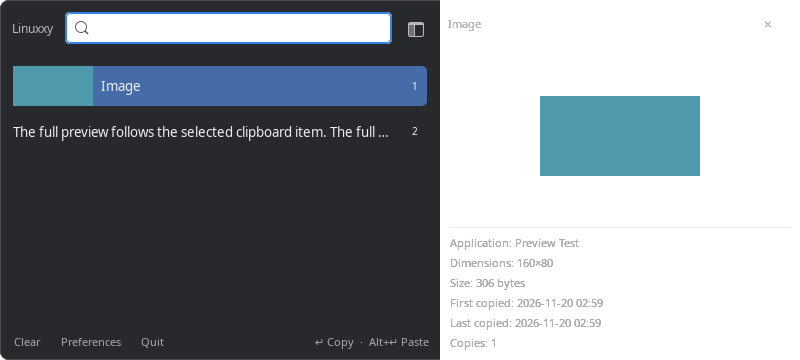 Linuxxy
Image
×
Image 1
The full preview follows the selected clipboard item. The full ... 2
Application: Preview Test
Dimensions: 160×80
Size: 306 bytes
First copied: 2026-11-20 02:59
Last copied: 2026-11-20 02:59
Copies: 1
Clear Preferences Quit ↵ Copy · Alt+↵ Paste